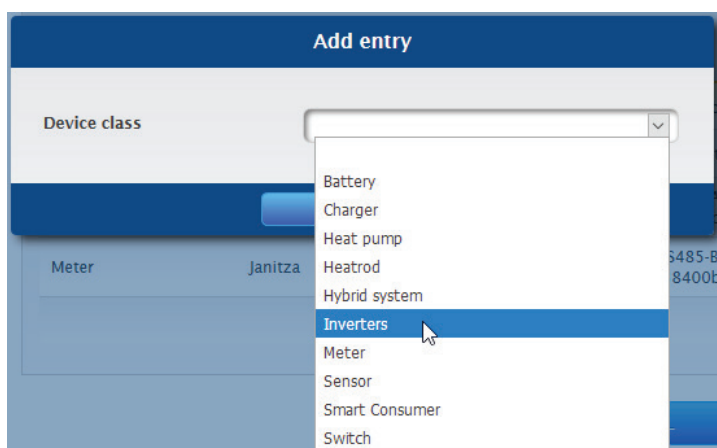 Add entry
Device class
Battery
Charger
Heat pump
Heatrod
Hybrid system
Inverters
Meter
Sensor
Smart Consumer
Switch
Meter Janitza